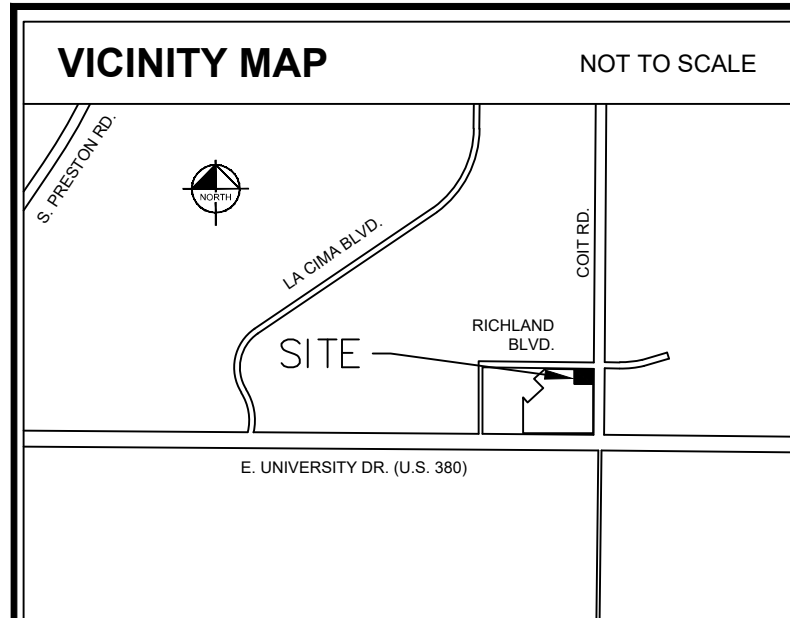 VICINITY MAP
NOT TO SCALE
S. PRESTON RD.
NORTH
LA CIMA BLVD.
COIT RD.
RICHLAND
BLVD.
SITE
E. UNIVERSITY DR. (U.S. 380)